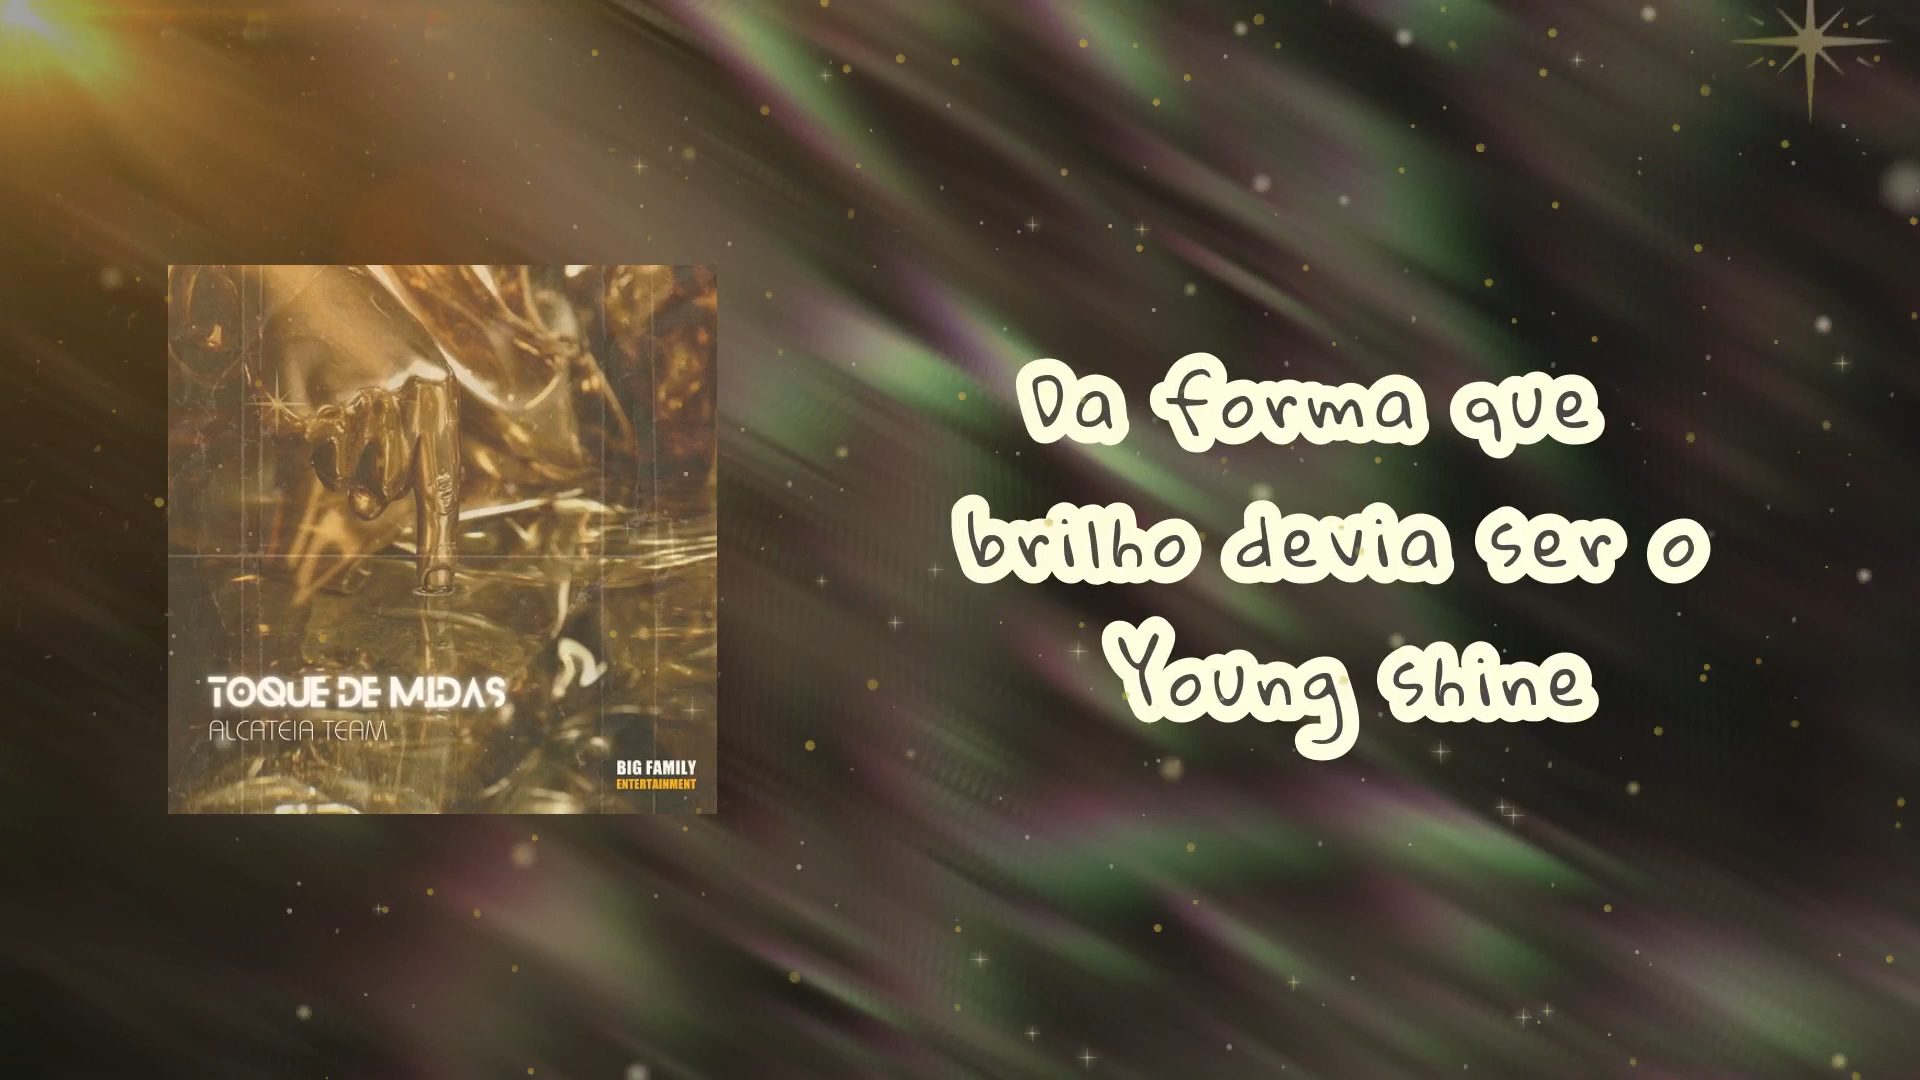 TOQUE DE MIDAS
ALCATEIA TEAM
BIG FAMILY
ENTERTAINMENT
Da forma que
brilho devia ser o
Young shine